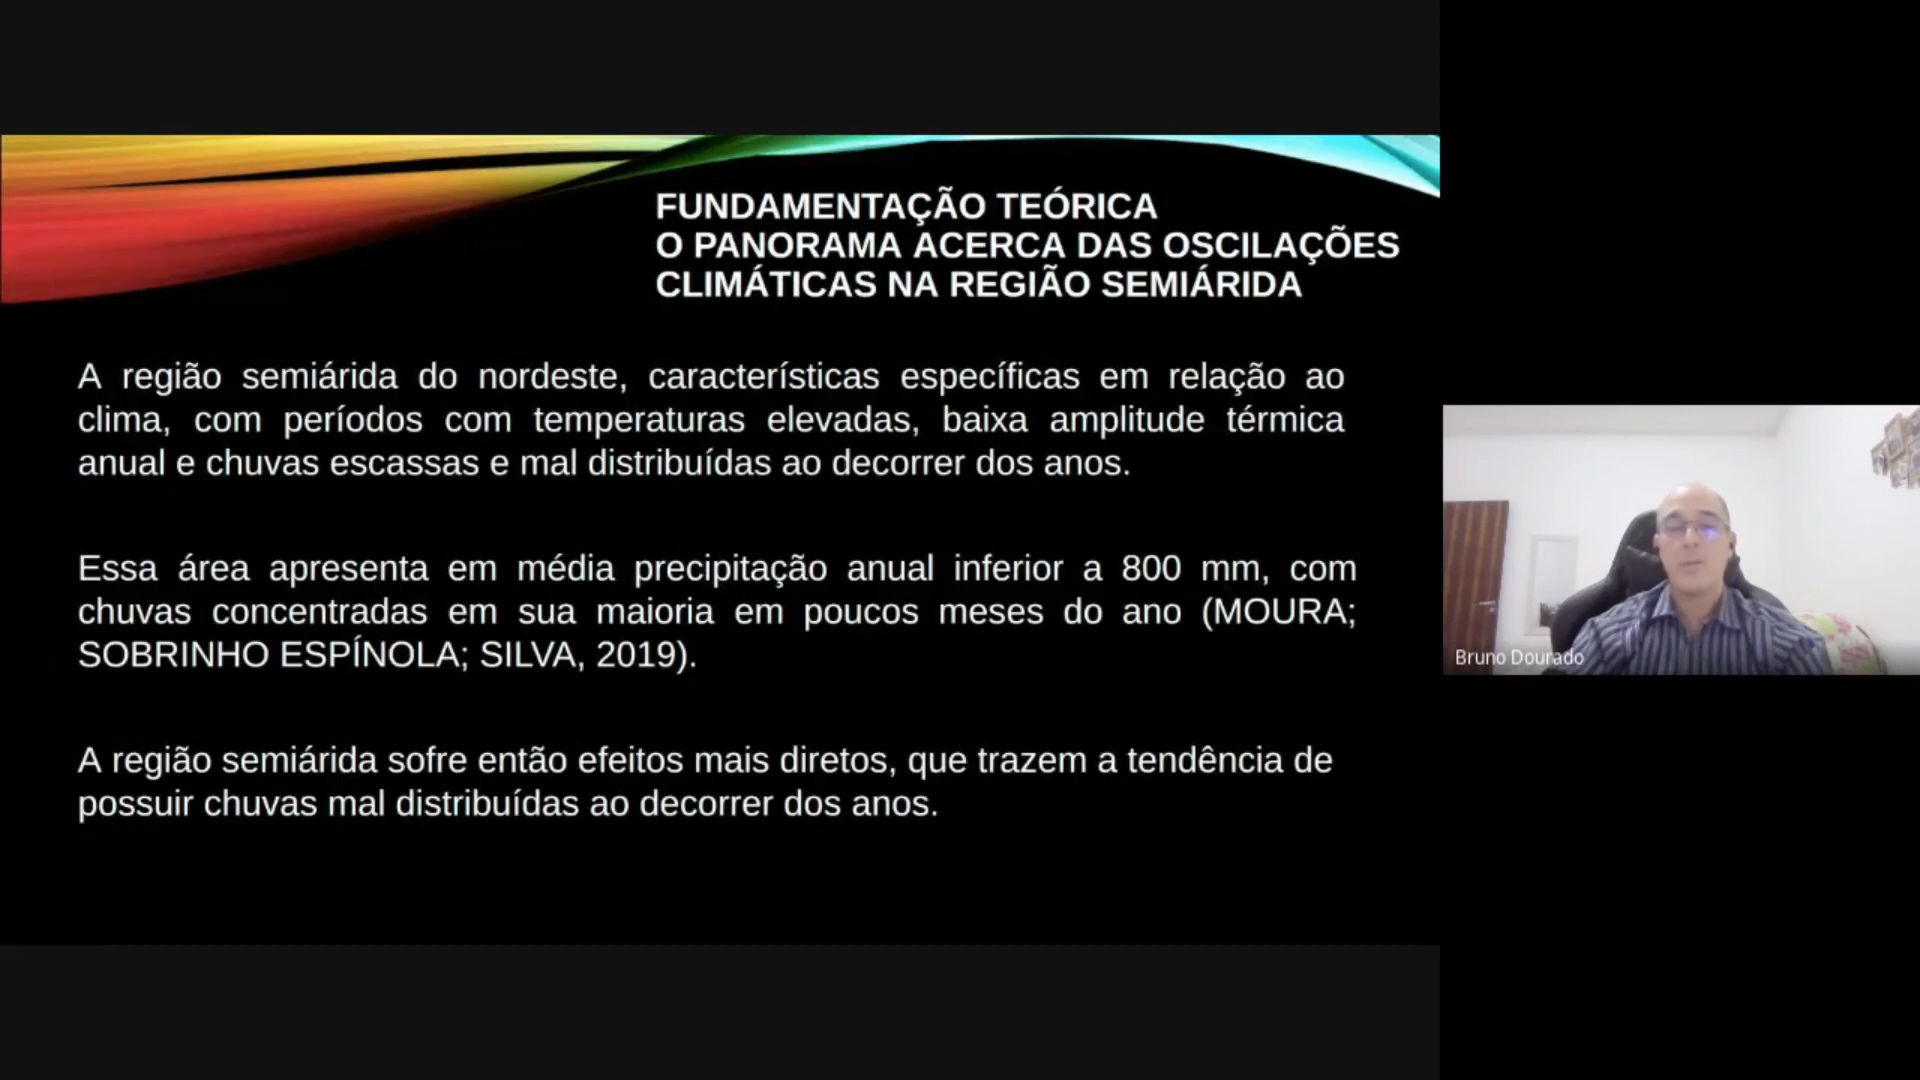 FUNDAMENTAÇÃO TEÓRICA
O PANORAMA ACERCA DAS OSCILAÇÕES
CLIMÁTICAS NA REGIÃO SEMIÁRIDA
A região semiárida do nordeste, características específicas em relação ao
clima, com períodos com temperaturas elevadas, baixa amplitude térmica
anual e chuvas escassas e mal distribuídas ao decorrer dos anos.
Essa área apresenta em média precipitação anual inferior a 800 mm, com
chuvas concentradas em sua maioria em poucos meses do ano (MOURA;
SOBRINHO ESPÍNOLA; SILVA, 2019).
A região semiárida sofre então efeitos mais diretos, que trazem a tendência de
possuir chuvas mal distribuídas ao decorrer dos anos.
Bruno Dourado